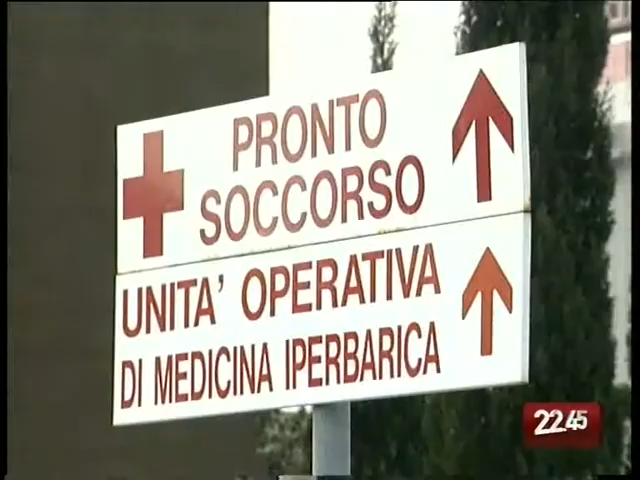 PRONTO
SOCCORSO
UNITA' OPERATIVA
DI MEDICINA IPERBARICA
22.45